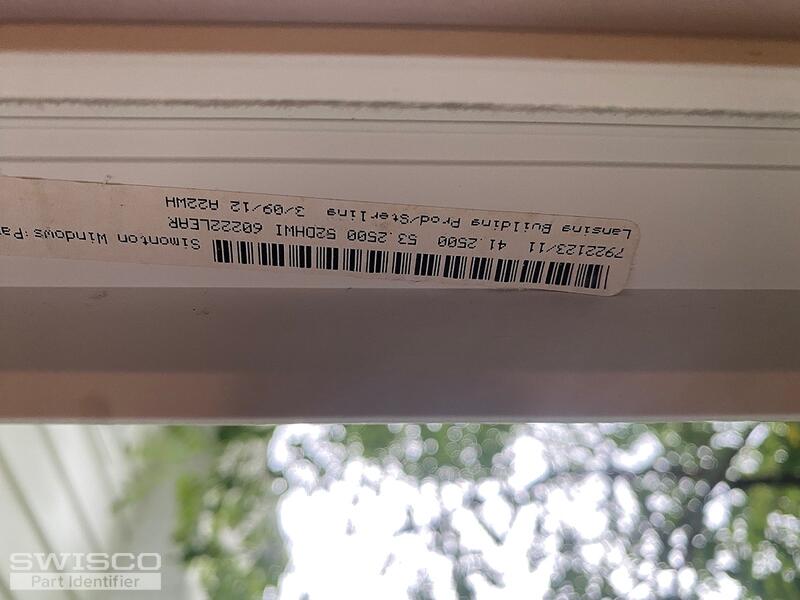 7922123/11 41.2500 53.2500 52DHWI 60222LEAR
Lansing Building Prod/Sterling 3/09/12 A22WH
Simonton Windows:
SWISCO
Part Identifier